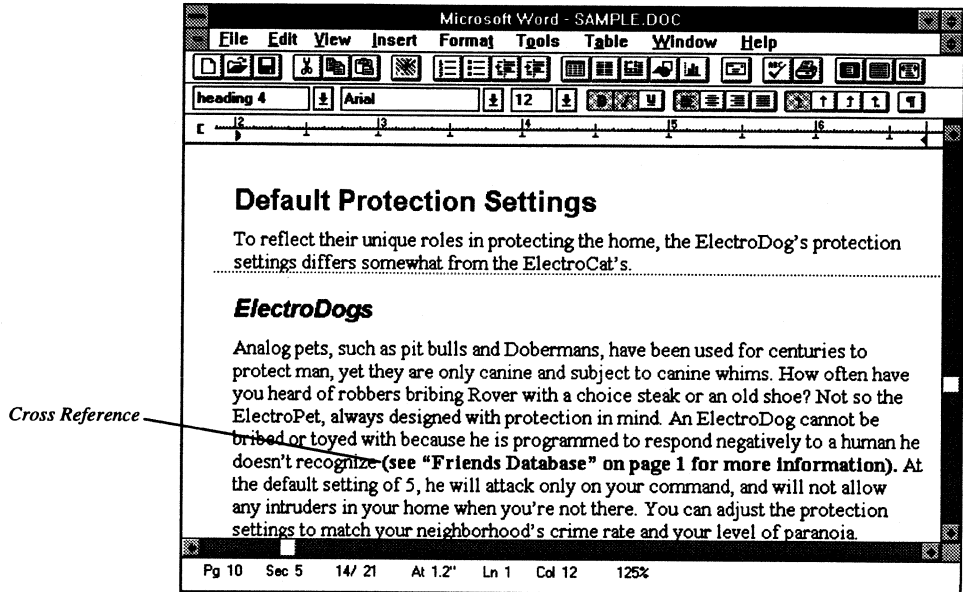 Microsoft Word - SAMPLE.DOC
File Edit View Insert Format Tools Table Window Help
heading 4 Arial 12
2 3 4 5 6
Default Protection Settings
To reflect their unique roles in protecting the home, the ElectroDog's protection
settings differs somewhat from the ElectroCat's.
ElectroDogs
Analog pets, such as pit bulls and Dobermans, have been used for centuries to
protect man, yet they are only canine and subject to canine whims. How often have
you heard of robbers bribing Rover with a choice steak or an old shoe? Not so the
ElectroPet, always designed with protection in mind. An ElectroDog cannot be
bribed or toyed with because he is programmed to respond negatively to a human he
doesn't recognize (see “Friends Database” on page 1 for more information). At
the default setting of 5, he will attack only on your command, and will not allow
any intruders in your home when you're not there. You can adjust the protection
settings to match your neighborhood's crime rate and your level of paranoia.
Cross Reference
Pg 10 Sec 5 14/ 21 At 1.2" Ln 1 Col 12 125%